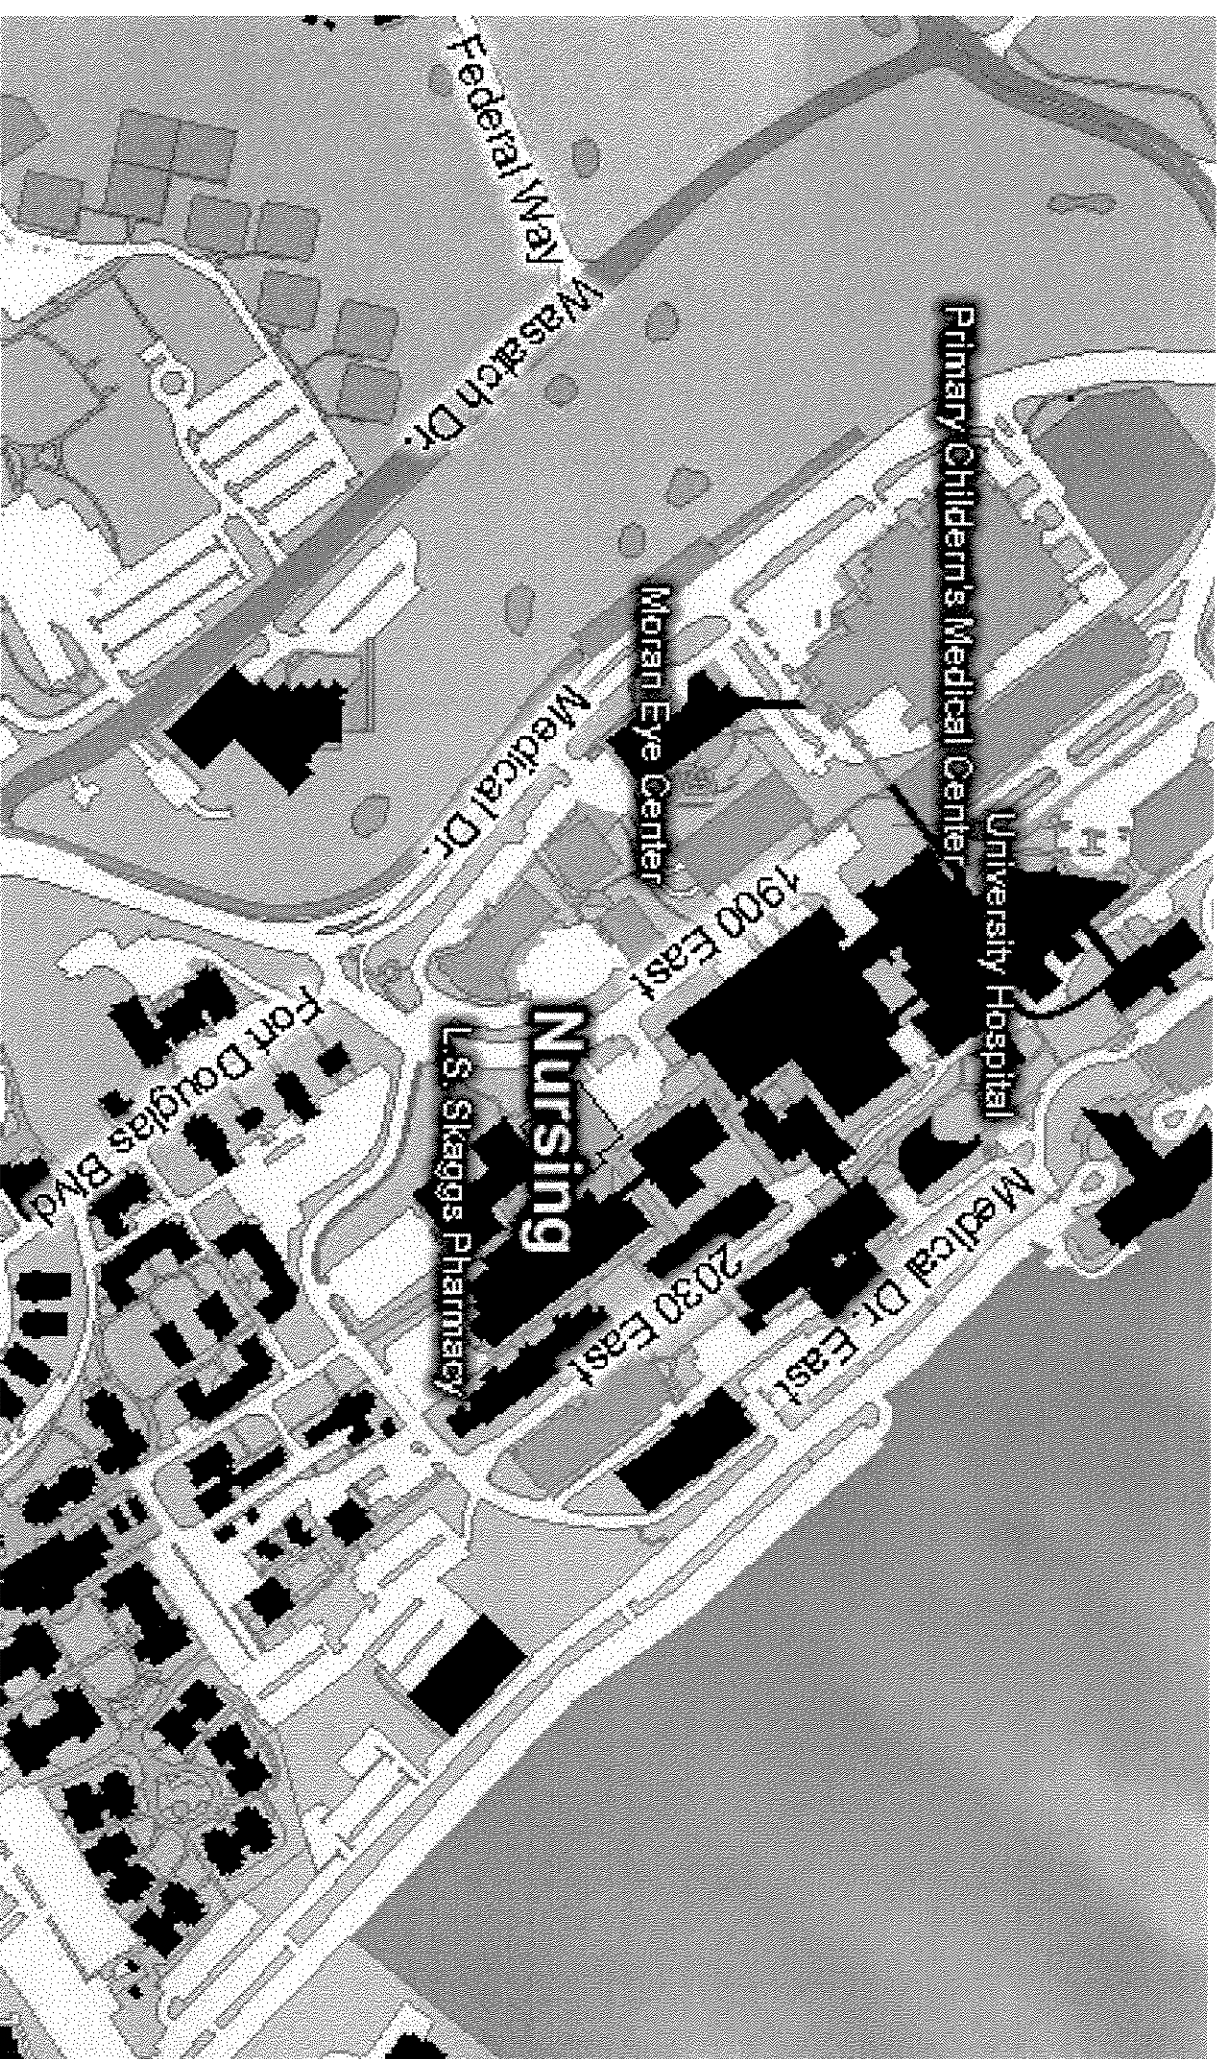 Primary Childern's Medical Center
University Hospital
Moran Eye Center
Nursing
L.S. Skaggs Pharmacy
Federal Way
Wasatch Dr.
Medical Dr.
1900 East
Medical Dr. East
2030 East
Fort Douglas Blvd